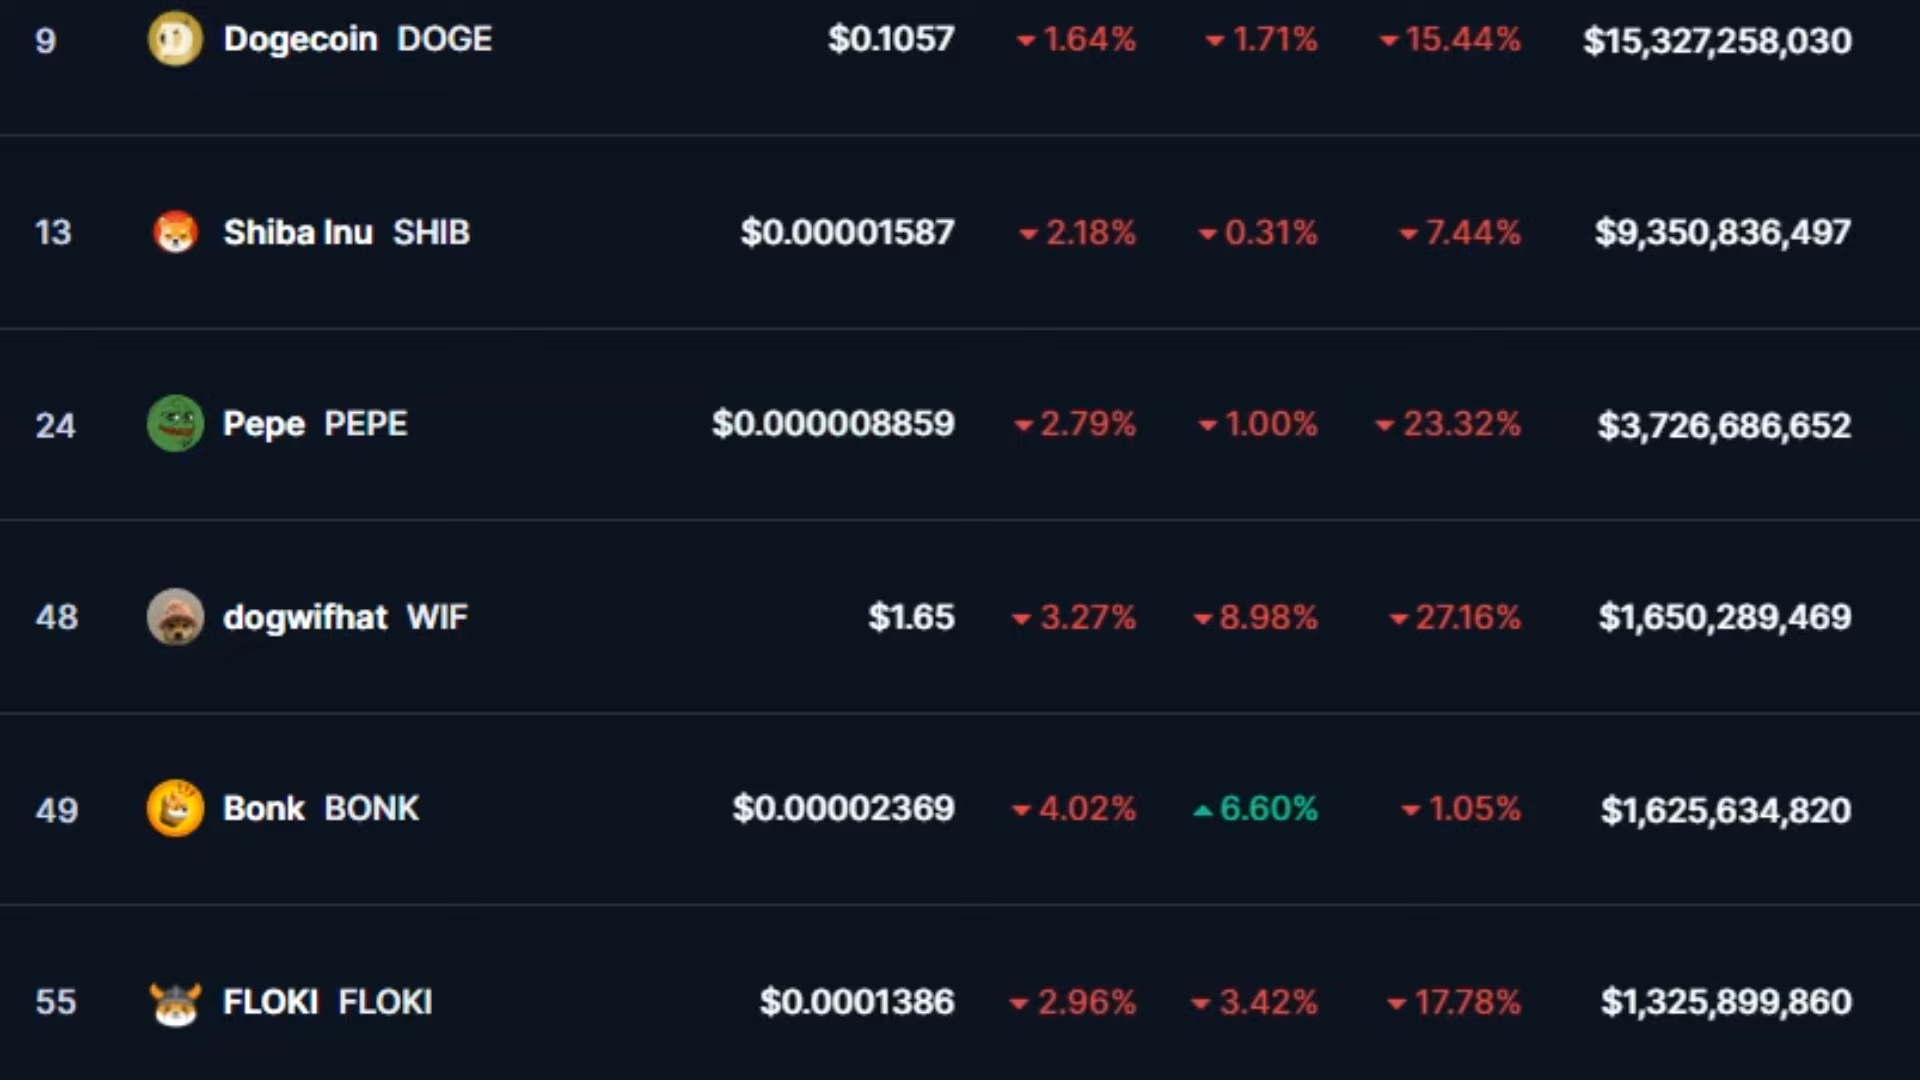 9 Dogecoin DOGE $0.1057 1.64% 1.71% 15.44% $15,327,258,030
13 Shiba Inu SHIB $0.00001587 2.18% 0.31% 7.44% $9,350,836,497
24 Pepe PEPE $0.000008859 2.79% 1.00% 23.32% $3,726,686,652
48 dogwifhat WIF $1.65 3.27% 8.98% 27.16% $1,650,289,469
49 Bonk BONK $0.00002369 4.02% 6.60% 1.05% $1,625,634,820
55 FLOKI FLOKI $0.0001386 2.96% 3.42% 17.78% $1,325,899,860